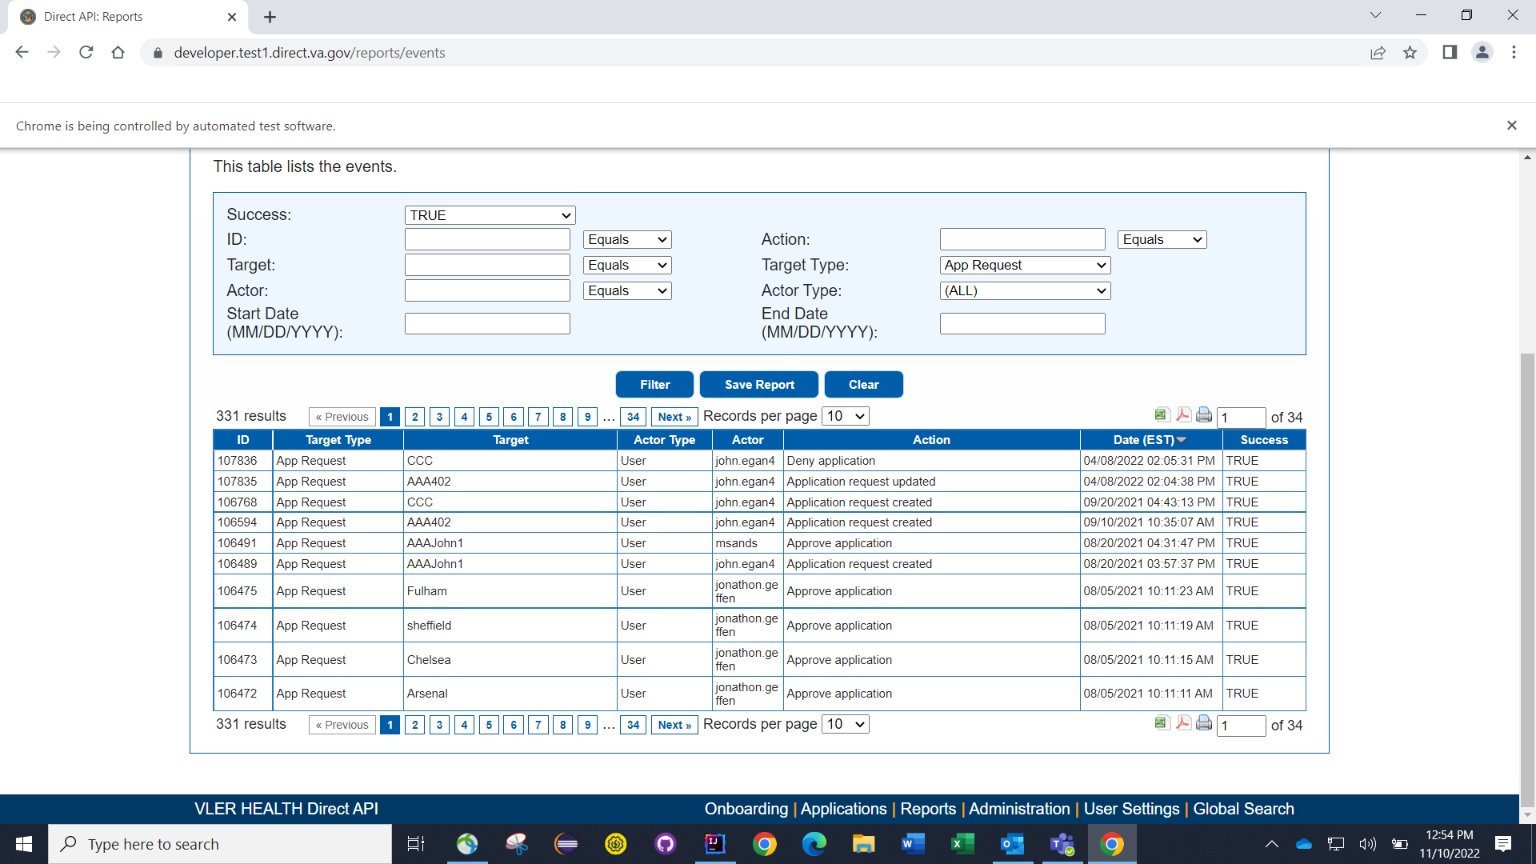 Direct API: Reports
developer.test1.direct.va.gov/reports/events
Chrome is being controlled by automated test software.
This table lists the events.
Success: TRUE
ID: Equals Action: Equals
Target: Equals Target Type: App Request
Actor: Equals Actor Type: (ALL)
Start Date End Date
(MM/DD/YYYY): (MM/DD/YYYY):
Filter Save Report Clear
331 results « Previous 1 2 3 4 5 6 7 8 9 ... 34 Next » Records per page 10 1 of 34
ID Target Type Target Actor Type Actor Action Date (EST) Success
107836 App Request CCC User john.egan4 Deny application 04/08/2022 02:05:31 PM TRUE
107835 App Request AAA402 User john.egan4 Application request updated 04/08/2022 02:04:38 PM TRUE
106768 App Request CCC User john.egan4 Application request created 09/20/2021 04:43:13 PM TRUE
106594 App Request AAA402 User john.egan4 Application request created 09/10/2021 10:35:07 AM TRUE
106491 App Request AAAJohn1 User msands Approve application 08/20/2021 04:31:47 PM TRUE
106489 App Request AAAJohn1 User john.egan4 Application request created 08/20/2021 03:57:37 PM TRUE
106475 App Request Fulham User jonathon.ge
ffen Approve application 08/05/2021 10:11:23 AM TRUE
106474 App Request sheffield User jonathon.ge
ffen Approve application 08/05/2021 10:11:19 AM TRUE
106473 App Request Chelsea User jonathon.ge
ffen Approve application 08/05/2021 10:11:15 AM TRUE
106472 App Request Arsenal User jonathon.ge
ffen Approve application 08/05/2021 10:11:11 AM TRUE
331 results « Previous 1 2 3 4 5 6 7 8 9 ... 34 Next » Records per page 10 1 of 34
VLER HEALTH Direct API Onboarding | Applications | Reports | Administration | User Settings | Global Search
Type here to search
12:54 PM
11/10/2022